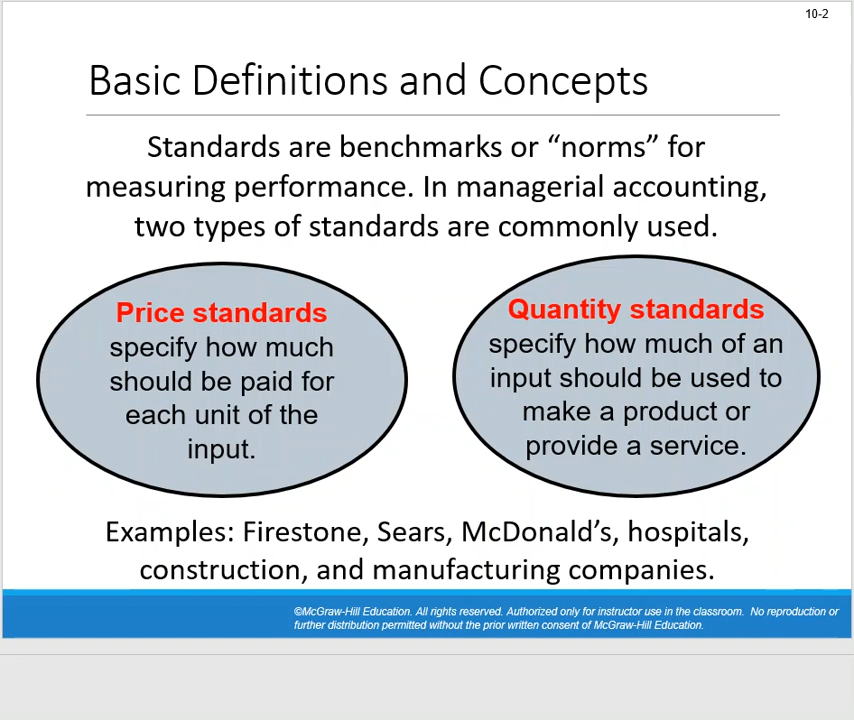 10-2
Basic Definitions and Concepts
Standards are benchmarks or “norms” for
measuring performance. In managerial accounting,
two types of standards are commonly used.
Price standards
specify how much
should be paid for
each unit of the
input.
Quantity standards
specify how much of an
input should be used to
make a product or
provide a service.
Examples: Firestone, Sears, McDonald’s, hospitals,
construction, and manufacturing companies.
©McGraw-Hill Education. All rights reserved. Authorized only for instructor use in the classroom.  No reproduction or
further distribution permitted without the prior written consent of McGraw-Hill Education.